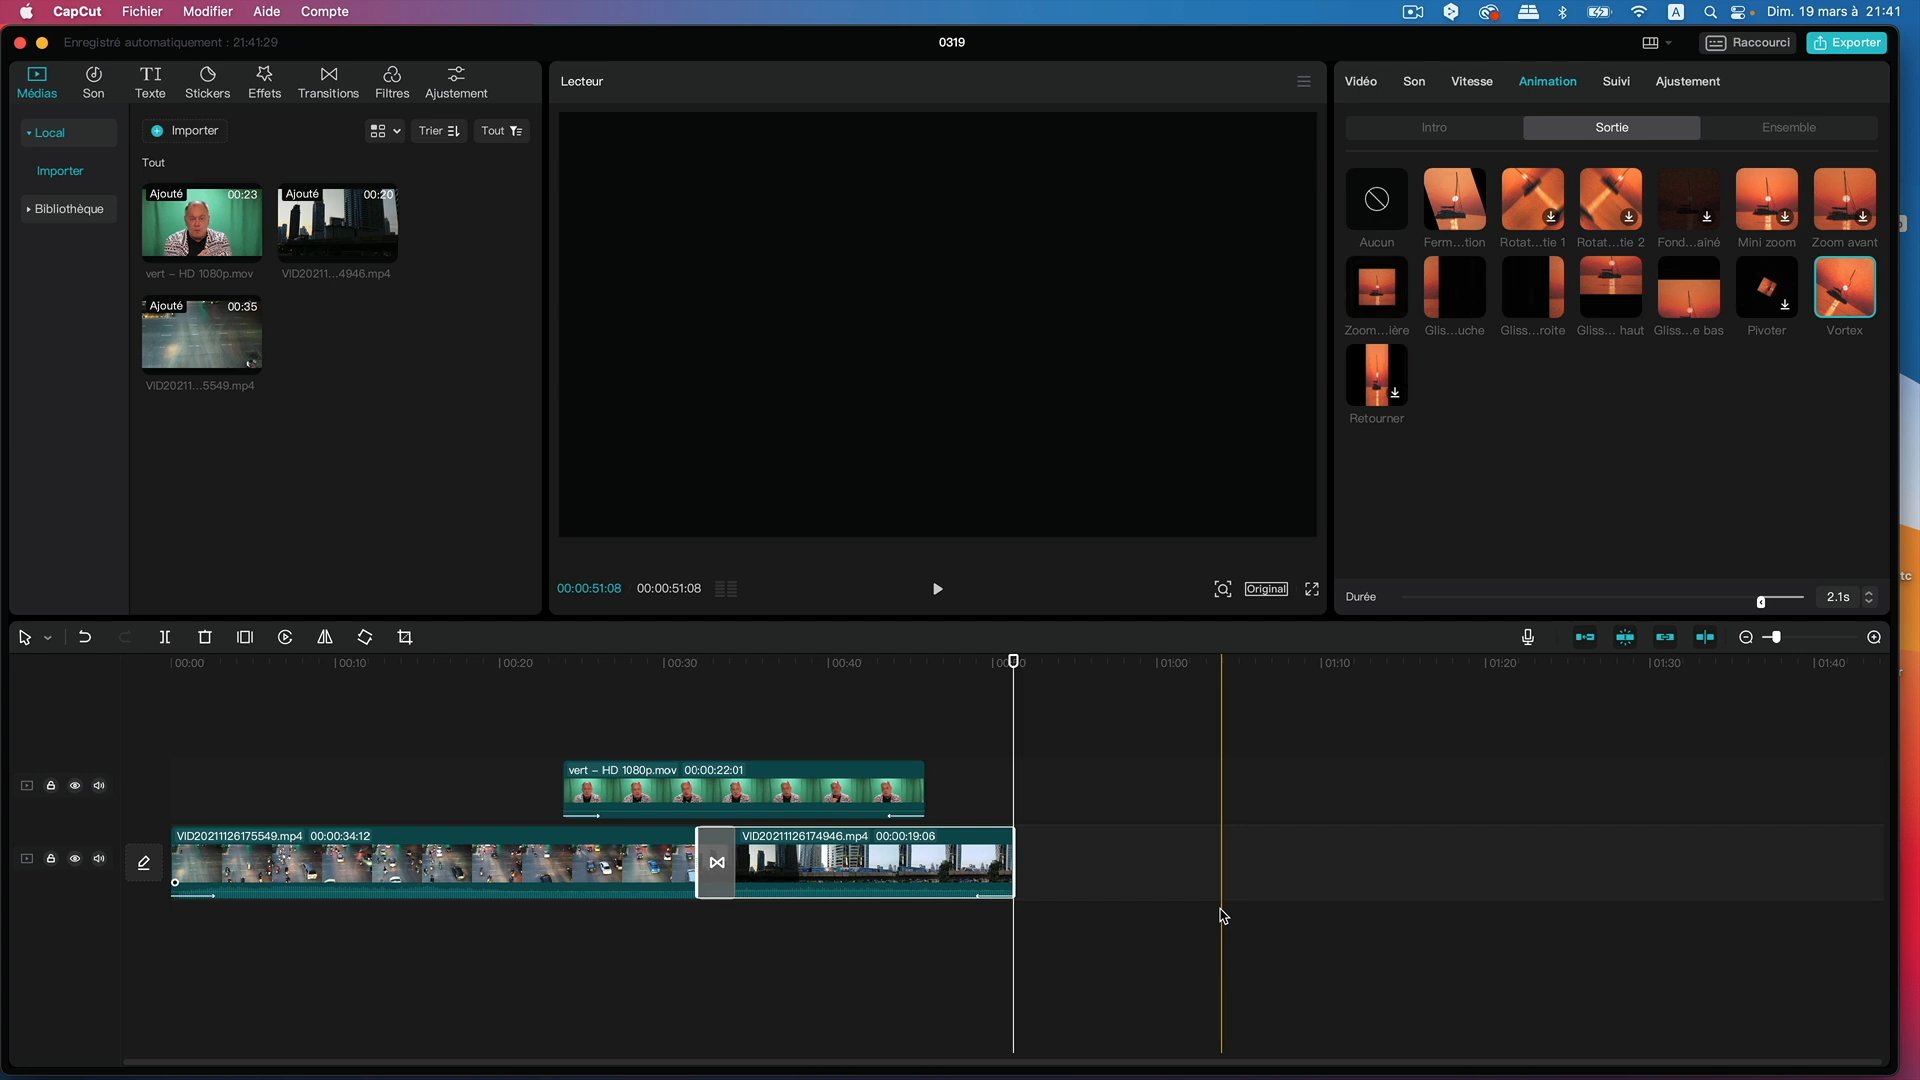 CapCut Fichier Modifier Aide Compte
A Dim. 19 mars à 21:41
Enregistré automatiquement : 21:41:29
0319
Raccourci
Exporter
Médias Son Texte Stickers Effets Transitions Filtres Ajustement
Local
Importer
Bibliothèque
Importer
Trier
Tout
Tout
Ajouté 00:23
vert – HD 1080p.mov
Ajouté 00:20
VID20211...4946.mp4
Ajouté 00:35
VID20211...5549.mp4
Lecteur
00:00:51:08 00:00:51:08
Original
Vidéo Son Vitesse Animation Suivi Ajustement
Intro Sortie Ensemble
Aucun Ferm...tion Rotat...tie 1 Rotat...tie 2 Fond...aîné Mini zoom Zoom avant
Zoom...ière Glis...uche Gliss...roite Gliss... haut Gliss...e bas Pivoter Vortex
Retourner
Durée 2.1s
00:00 00:10 00:20 00:30 00:40 01:00 01:10 01:20 01:30 01:40
vert – HD 1080p.mov 00:00:22:01
VID20211126175549.mp4 00:00:34:12
VID20211126174946.mp4 00:00:19:06
tc